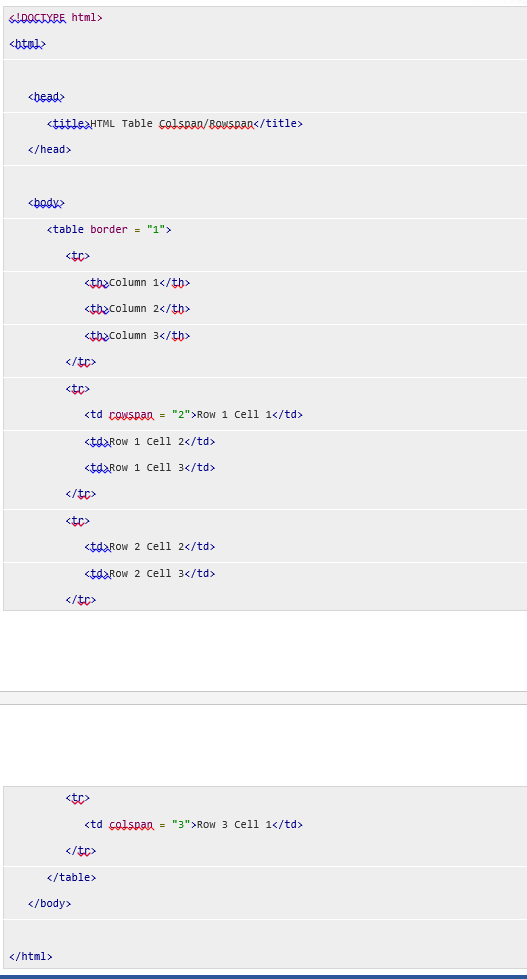 <!DOCTYPE html>
<html>
<head>
<title>HTML Table Colspan/Rowspan</title>
</head>
<body>
<table border = "1">
<tr>
<th>Column 1</th>
<th>Column 2</th>
<th>Column 3</th>
</tr>
<tr>
<td rowspan = "2">Row 1 Cell 1</td>
<td>Row 1 Cell 2</td>
<td>Row 1 Cell 3</td>
</tr>
<tr>
<td>Row 2 Cell 2</td>
<td>Row 2 Cell 3</td>
</tr>
<tr>
<td colspan = "3">Row 3 Cell 1</td>
</tr>
</table>
</body>
</html>